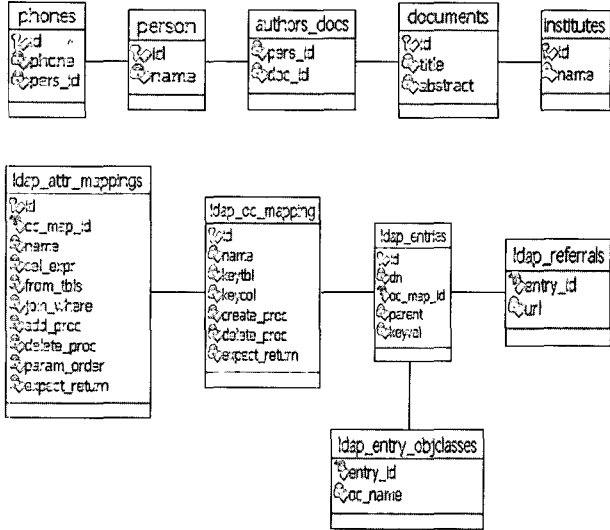 phones
id
phone
pers_id
person
id
name
authors_docs
pers_id
doc_id
documents
id
title
abstract
institutes
id
name
ldap_attr_mappings
id
oc_map_id
name
sel_expr
from_tbls
join_where
add_proc
delete_proc
param_order
expect_return
ldap_oc_mapping
id
name
keytbl
keycol
create_proc
delete_proc
expect_return
ldap_entries
id
dn
oc_map_id
parent
keyval
ldap_referrals
entry_id
url
ldap_entry_objclasses
entry_id
oc_name